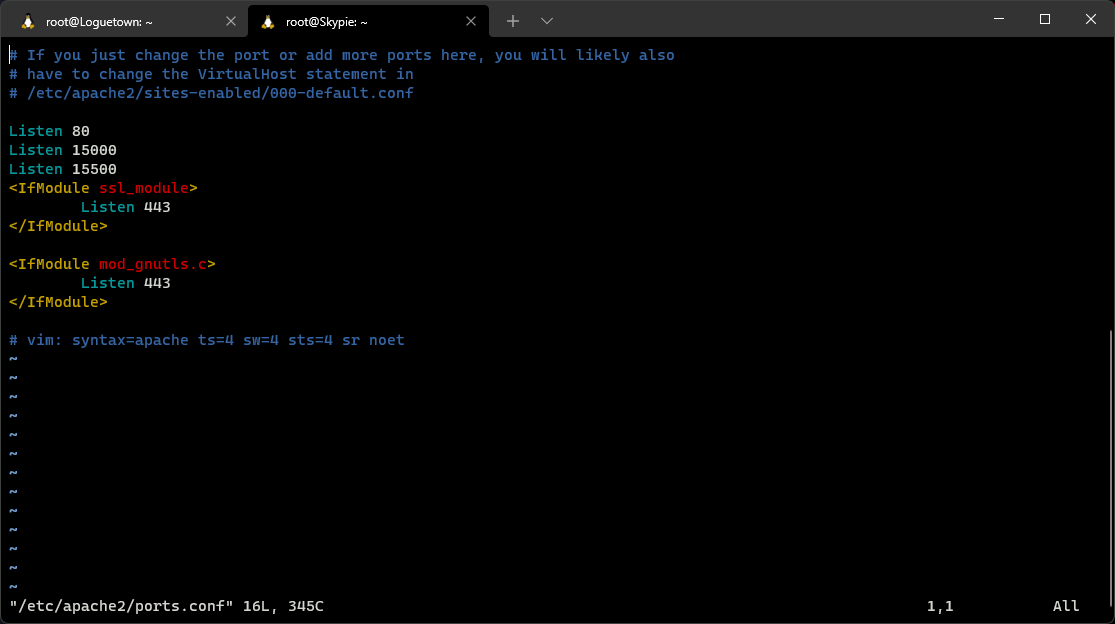 root@Loguetown: ~
root@Skypie: ~
# If you just change the port or add more ports here, you will likely also
# have to change the VirtualHost statement in
# /etc/apache2/sites-enabled/000-default.conf
Listen 80
Listen 15000
Listen 15500
<IfModule ssl_module>
        Listen 443
</IfModule>
<IfModule mod_gnutls.c>
        Listen 443
</IfModule>
# vim: syntax=apache ts=4 sw=4 sts=4 sr noet
~
~
~
~
~
~
~
~
~
~
~
~
~
"/etc/apache2/ports.conf" 16L, 345C 1,1 All